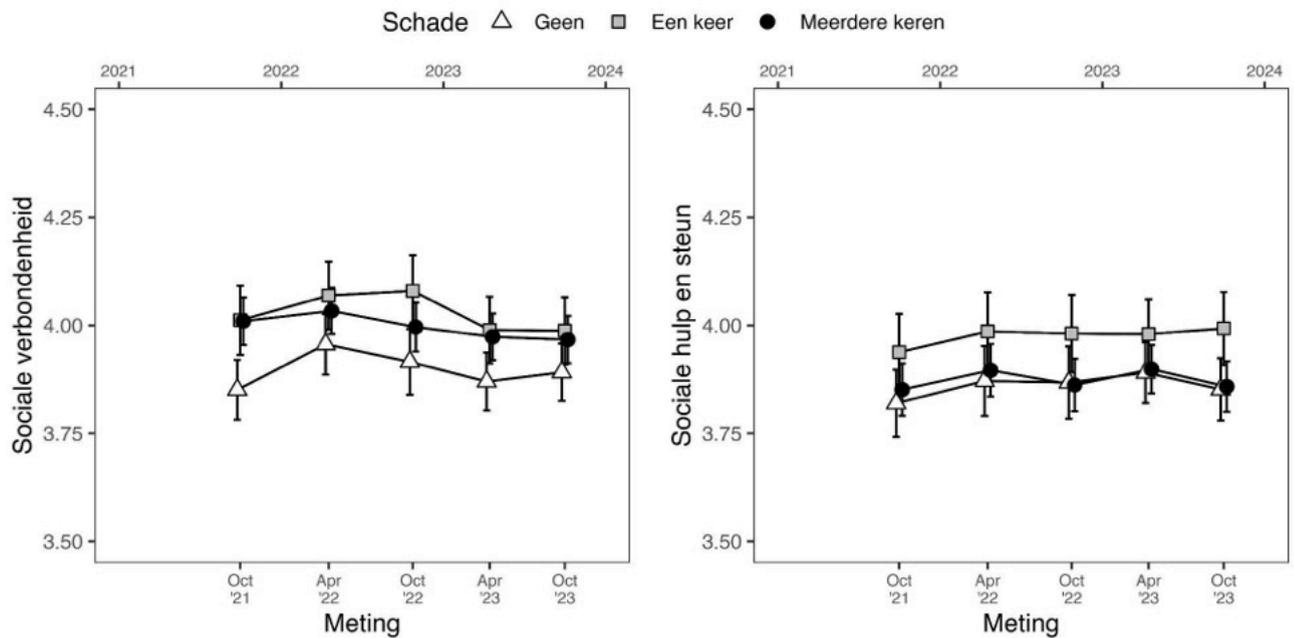 Schade Geen Een keer Meerdere keren
2021 2022 2023 2024
4.50
4.25
4.00
3.75
3.50
Sociale verbondenheid
Oct '21
Apr '22
Oct '22
Apr '23
Oct '23
Meting
2021 2022 2023 2024
4.50
4.25
4.00
3.75
3.50
Sociale hulp en steun
Oct '21
Apr '22
Oct '22
Apr '23
Oct '23
Meting